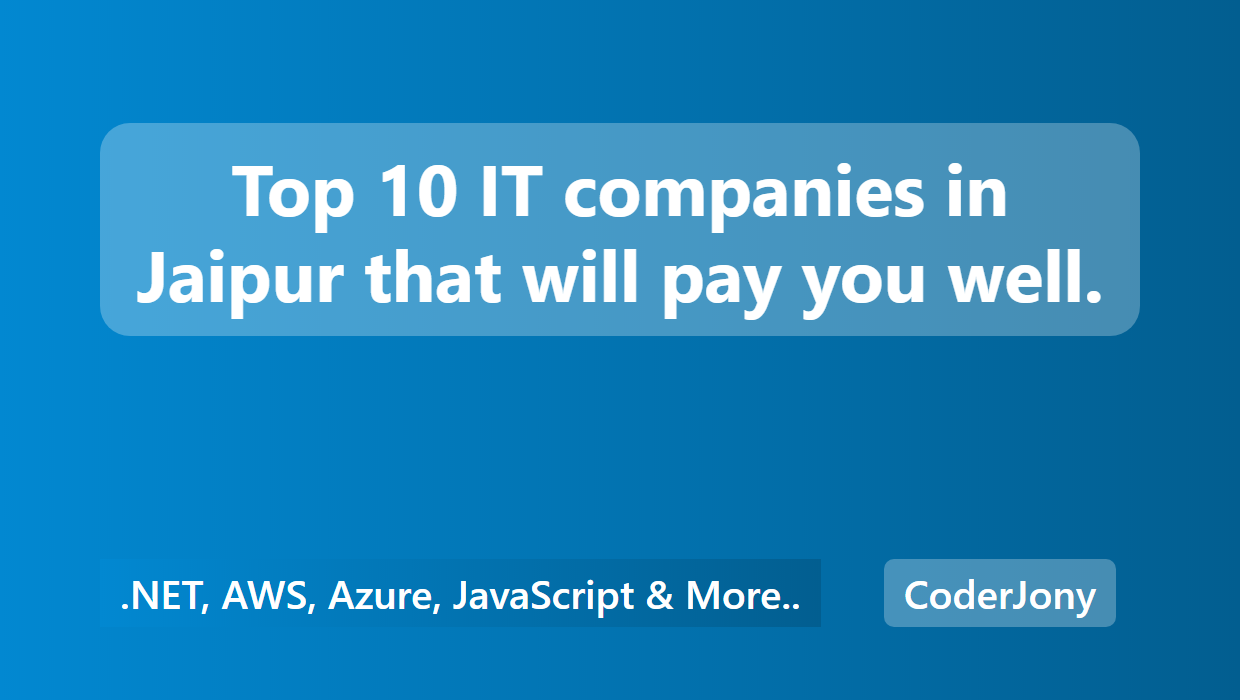 Top 10 IT companies in
Jaipur that will pay you well.
.NET, AWS, Azure, JavaScript & More..
CoderJony